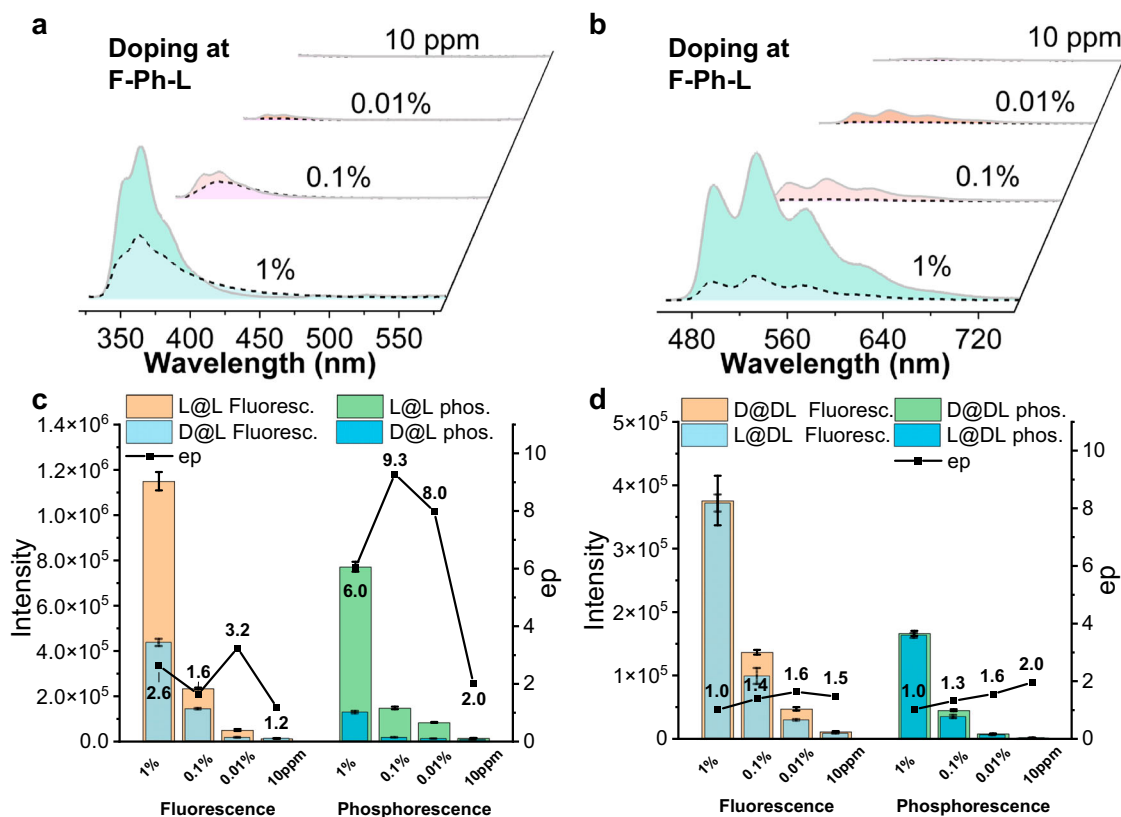 a
Doping at
F-Ph-L
10 ppm
0.01%
0.1%
1%
350 400 450 500 550
Wavelength (nm)
b
Doping at
F-Ph-L
10 ppm
0.01%
0.1%
1%
480 560 640 720
Wavelength (nm)
c
L@L Fluoresc.
L@L phos.
D@L Fluoresc.
D@L phos.
ep
1.4×10⁶
1.2×10⁶
1.0×10⁶
8.0×10⁵
6.0×10⁵
4.0×10⁵
2.0×10⁵
0.0
Intensity
2.6
1.6
3.2
1.2
6.0
9.3
8.0
2.0
10
8
6
4
2
0
ep
1% 0.1% 0.01% 10ppm 1% 0.1% 0.01% 10ppm
Fluorescence Phosphorescence
d
D@DL Fluoresc.
D@DL phos.
L@DL Fluoresc.
L@DL phos.
ep
5×10⁵
4×10⁵
3×10⁵
2×10⁵
1×10⁵
0
Intensity
1.0
1.4
1.6
1.5
1.0
1.3
1.6
2.0
10
8
6
4
2
0
ep
1% 0.1% 0.01% 10ppm 1% 0.1% 0.01% 10ppm
Fluorescence Phosphorescence